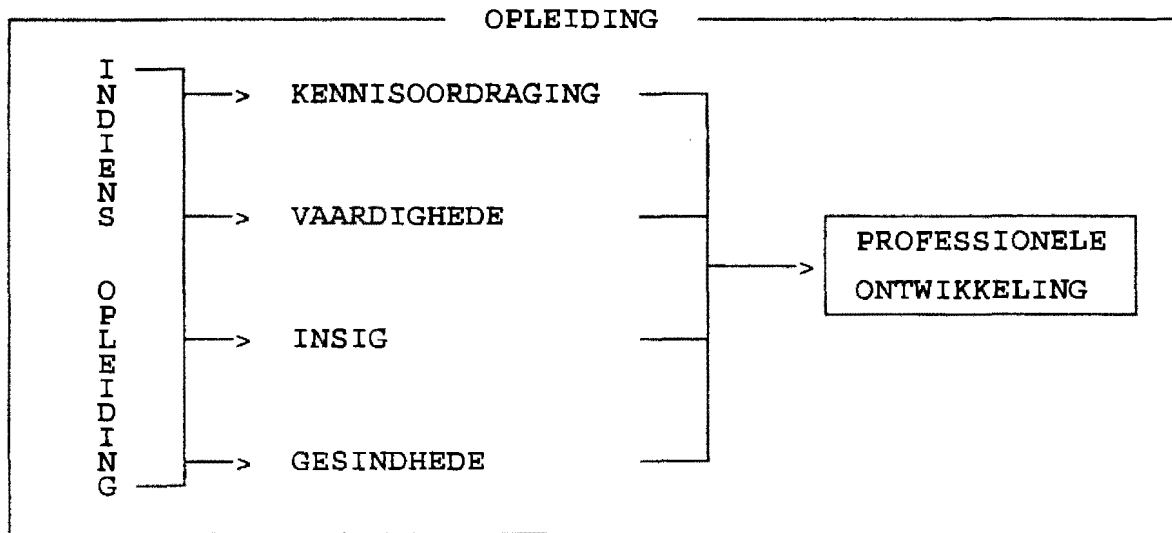 OPLEIDING
INDIENS OPLEIDING
> KENNISOORDRAGING
> VAARDIGHEDE
> INSIG
> GESINDHEDE
> PROFESSIONELE
ONTWIKKELING